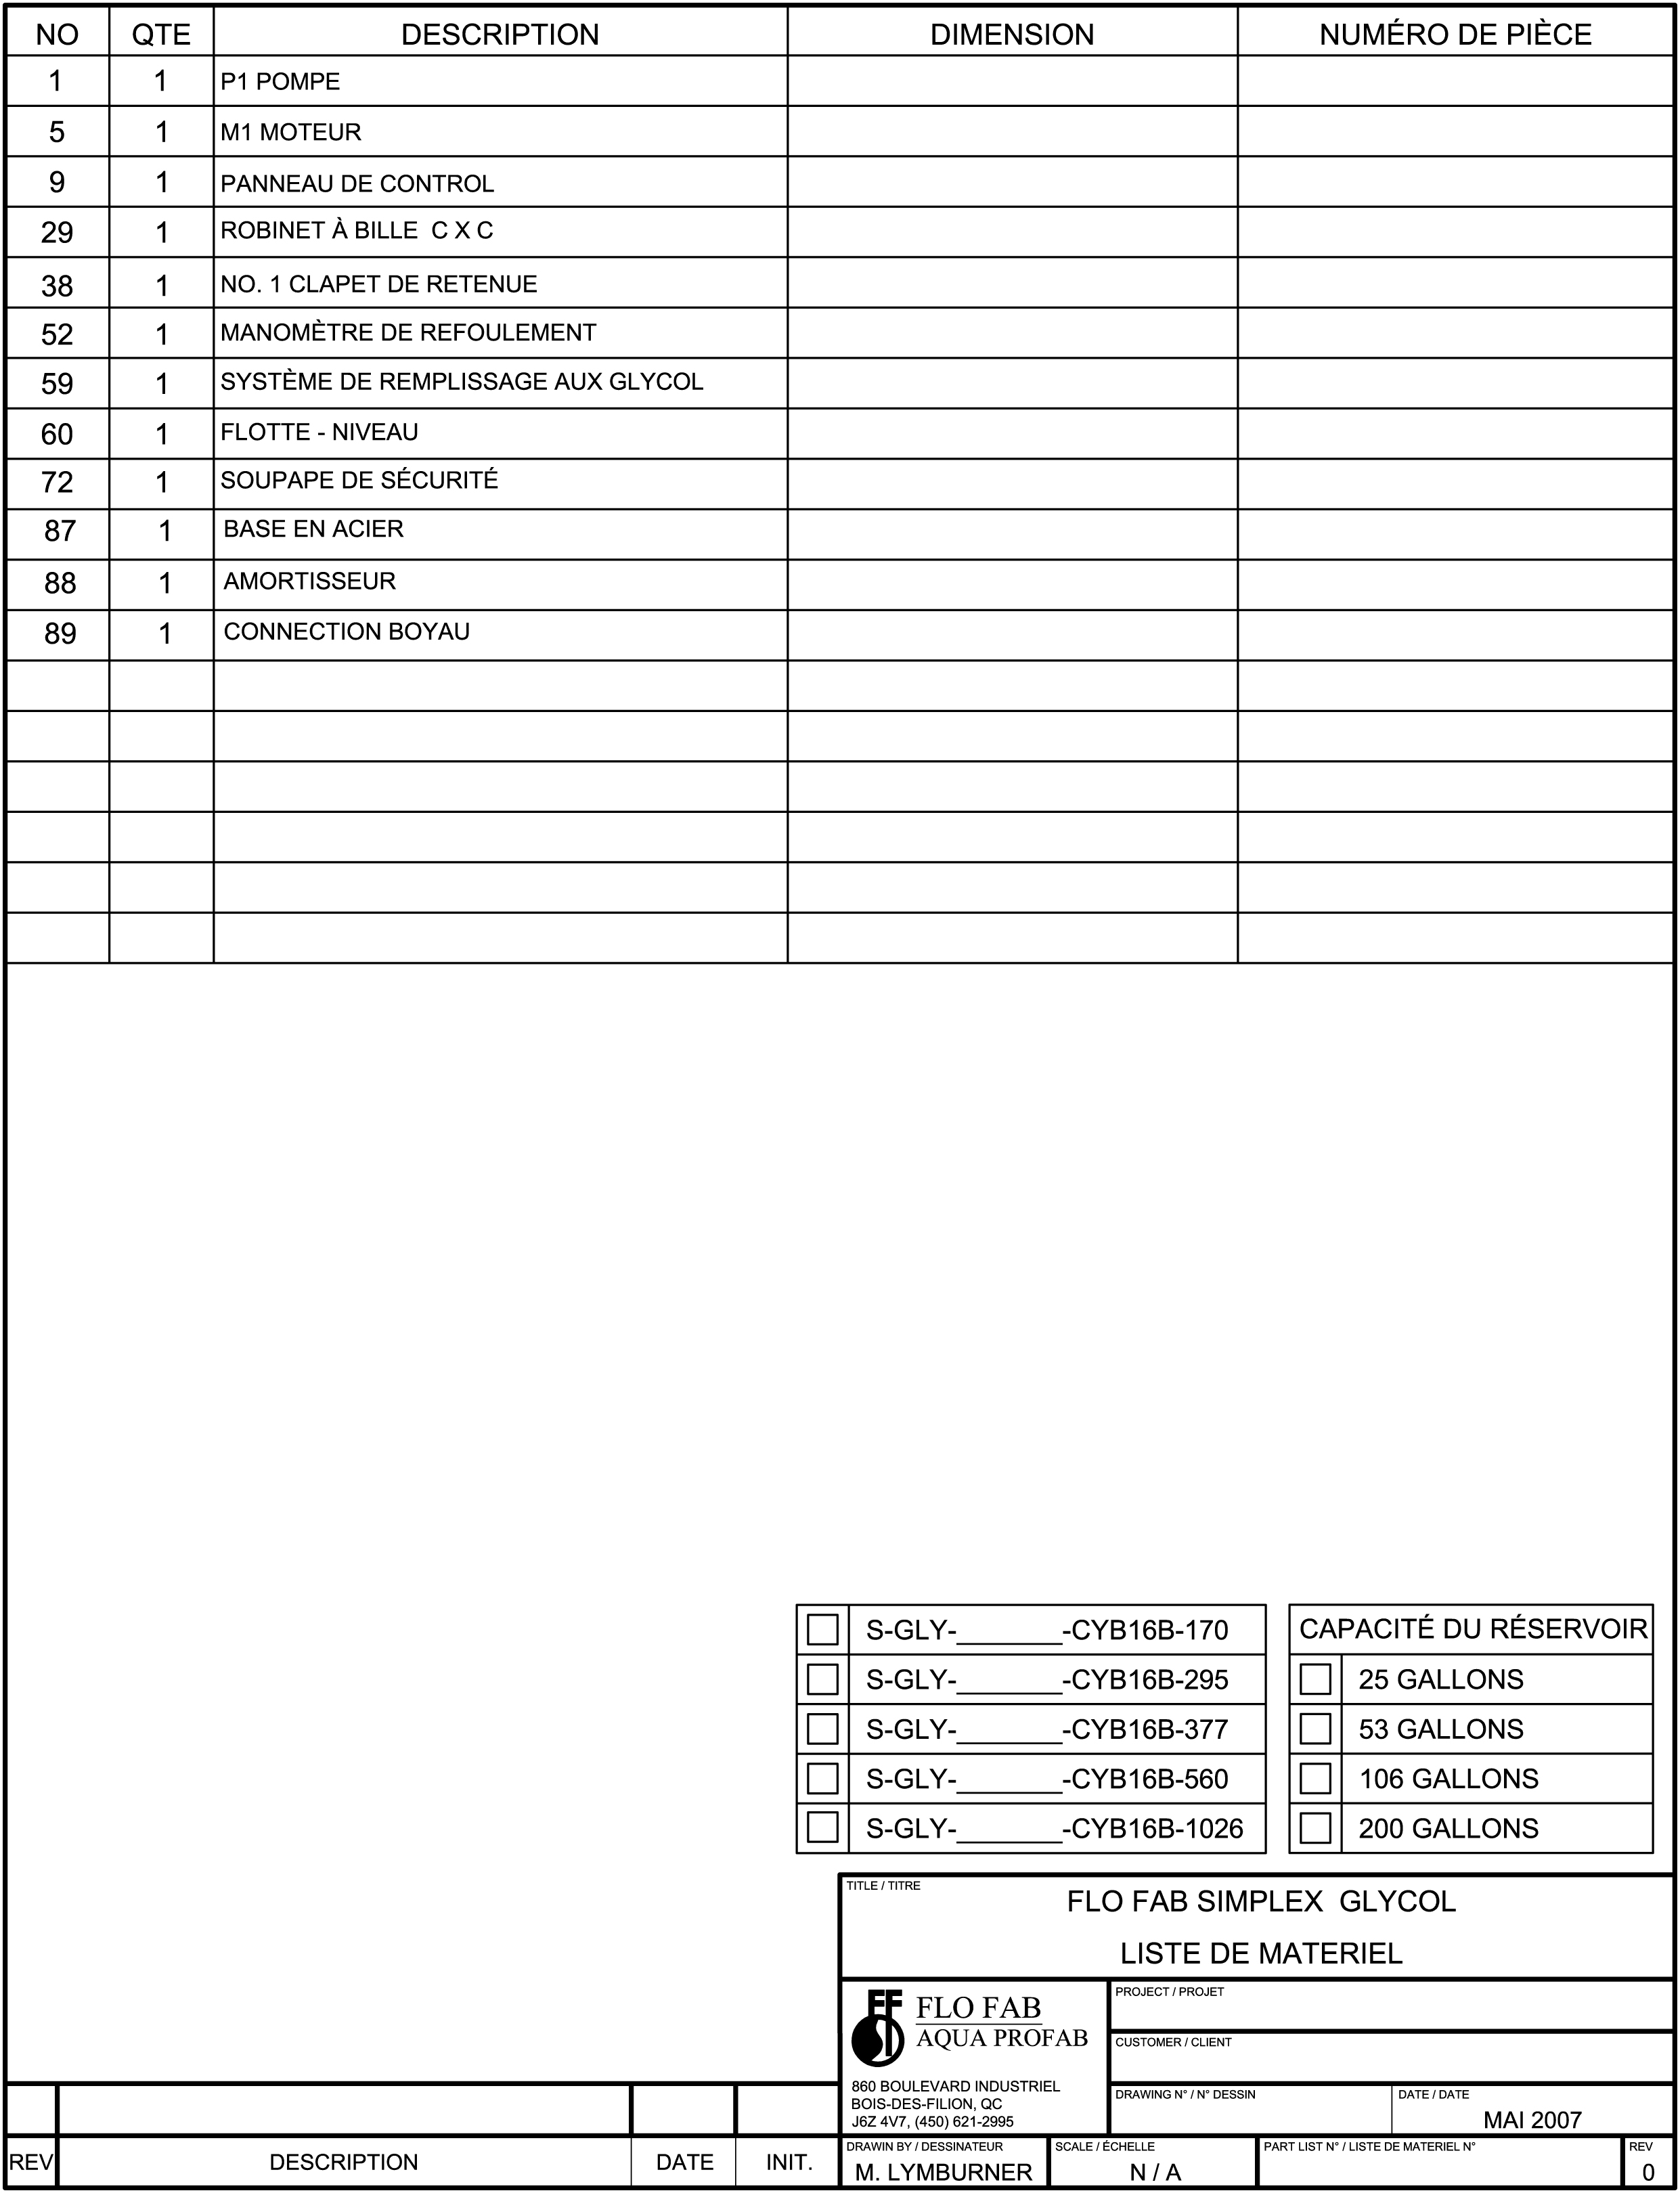 NO QTE DESCRIPTION DIMENSION NUMÉRO DE PIÈCE
1 1 P1 POMPE
5 1 M1 MOTEUR
9 1 PANNEAU DE CONTROL
29 1 ROBINET À BILLE C X C
38 1 NO. 1 CLAPET DE RETENUE
52 1 MANOMÈTRE DE REFOULEMENT
59 1 SYSTÈME DE REMPLISSAGE AUX GLYCOL
60 1 FLOTTE - NIVEAU
72 1 SOUPAPE DE SÉCURITÉ
87 1 BASE EN ACIER
88 1 AMORTISSEUR
89 1 CONNECTION BOYAU
S-GLY-_______-CYB16B-170
S-GLY-_______-CYB16B-295
S-GLY-_______-CYB16B-377
S-GLY-_______-CYB16B-560
S-GLY-_______-CYB16B-1026
CAPACITÉ DU RÉSERVOIR
25 GALLONS
53 GALLONS
106 GALLONS
200 GALLONS
TITLE / TITRE
FLO FAB SIMPLEX GLYCOL
LISTE DE MATERIEL
FLO FAB
AQUA PROFAB
860 BOULEVARD INDUSTRIEL
BOIS-DES-FILION, QC
J6Z 4V7, (450) 621-2995
PROJECT / PROJET
CUSTOMER / CLIENT
DRAWING N° / N° DESSIN
DATE / DATE
MAI 2007
REV DESCRIPTION DATE INIT.
DRAWIN BY / DESSINATEUR
M. LYMBURNER
SCALE / ÉCHELLE
N / A
PART LIST N° / LISTE DE MATERIEL N°
REV
0